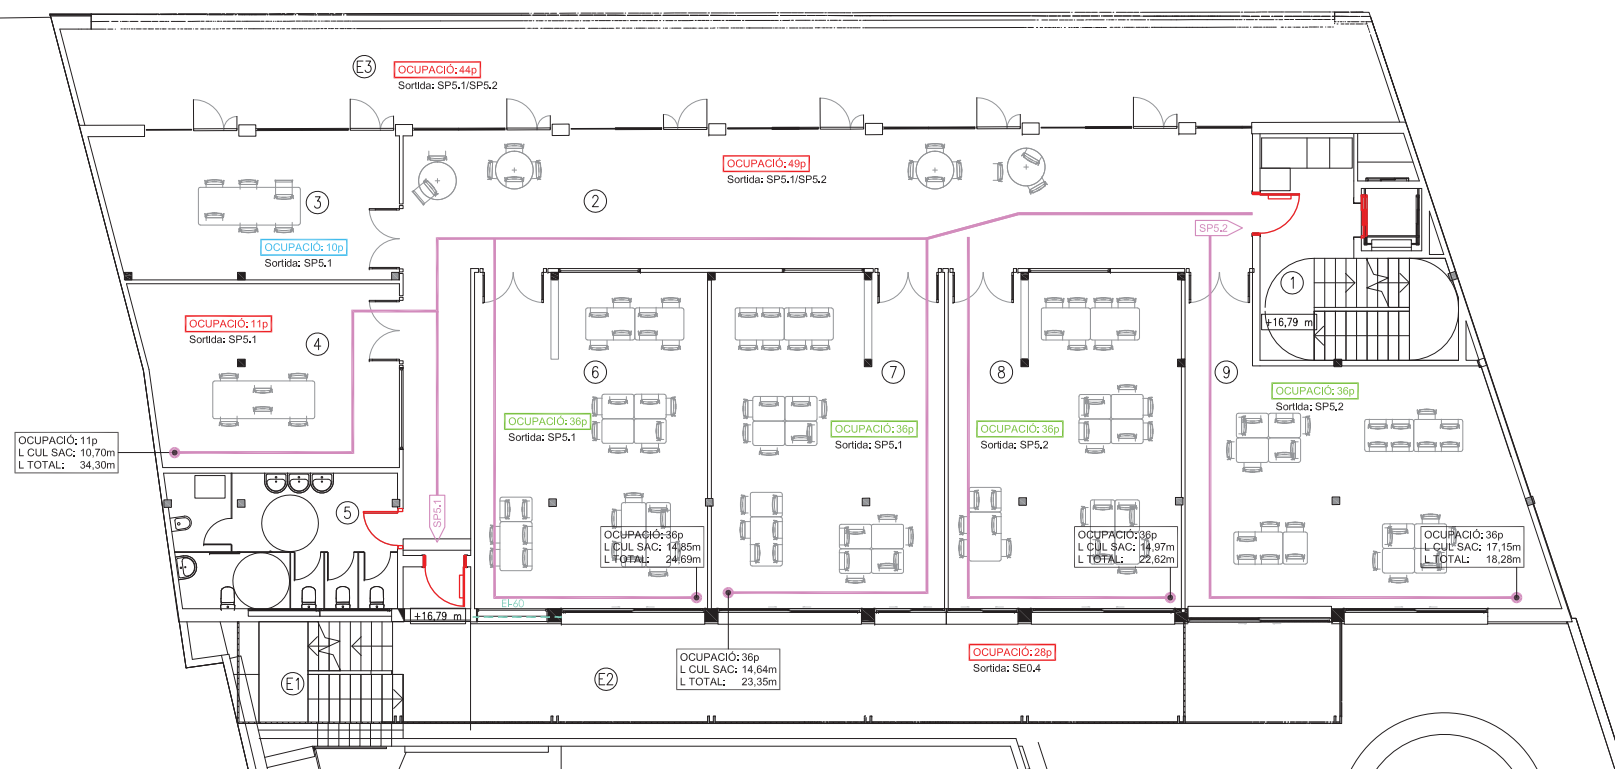 E3
OCUPACIÓ: 44p
Sortida: SP5.1/SP5.2
OCUPACIÓ: 49p
Sortida: SP5.1/SP5.2
2
3
OCUPACIÓ: 10p
Sortida: SP5.1
SP5.2
1
+16,79 m
OCUPACIÓ: 11p
Sortida: SP5.1
4
6
7
8
9
OCUPACIÓ: 36p
Sortida: SP5.1
OCUPACIÓ: 36p
Sortida: SP5.1
OCUPACIÓ: 36p
Sortida: SP5.2
OCUPACIÓ: 36p
Sortida: SP5.2
OCUPACIÓ: 11p
L CUL SAC: 10,70m
L TOTAL: 34,30m
5
SP5.1
OCUPACIÓ: 36p
L CUL SAC: 14,85m
L TOTAL: 24,69m
OCUPACIÓ: 36p
L CUL SAC: 14,97m
L TOTAL: 22,62m
OCUPACIÓ: 36p
L CUL SAC: 17,15m
L TOTAL: 18,28m
EI-60
+16,79 m
OCUPACIÓ: 36p
L CUL SAC: 14,64m
L TOTAL: 23,35m
OCUPACIÓ: 28p
Sortida: SE0.4
E1
E2